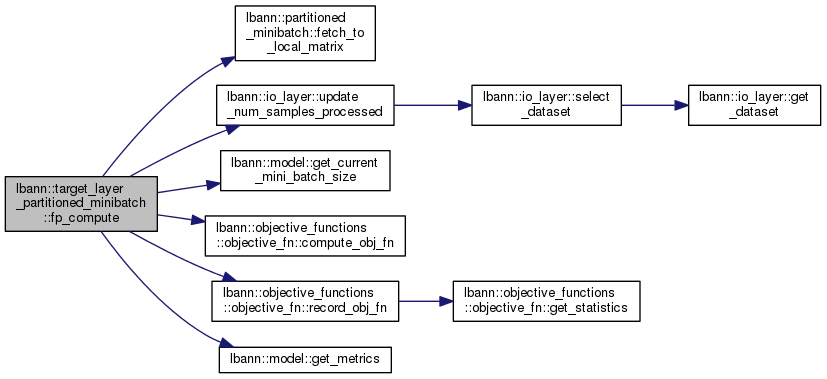 lbann::partitioned
_minibatch::fetch_to
_local_matrix
lbann::io_layer::update
_num_samples_processed
lbann::io_layer::select
_dataset
lbann::io_layer::get
_dataset
lbann::model::get_current
_mini_batch_size
lbann::target_layer
_partitioned_minibatch
::fp_compute
lbann::objective_functions
::objective_fn::compute_obj_fn
lbann::objective_functions
::objective_fn::record_obj_fn
lbann::objective_functions
::objective_fn::get_statistics
lbann::model::get_metrics